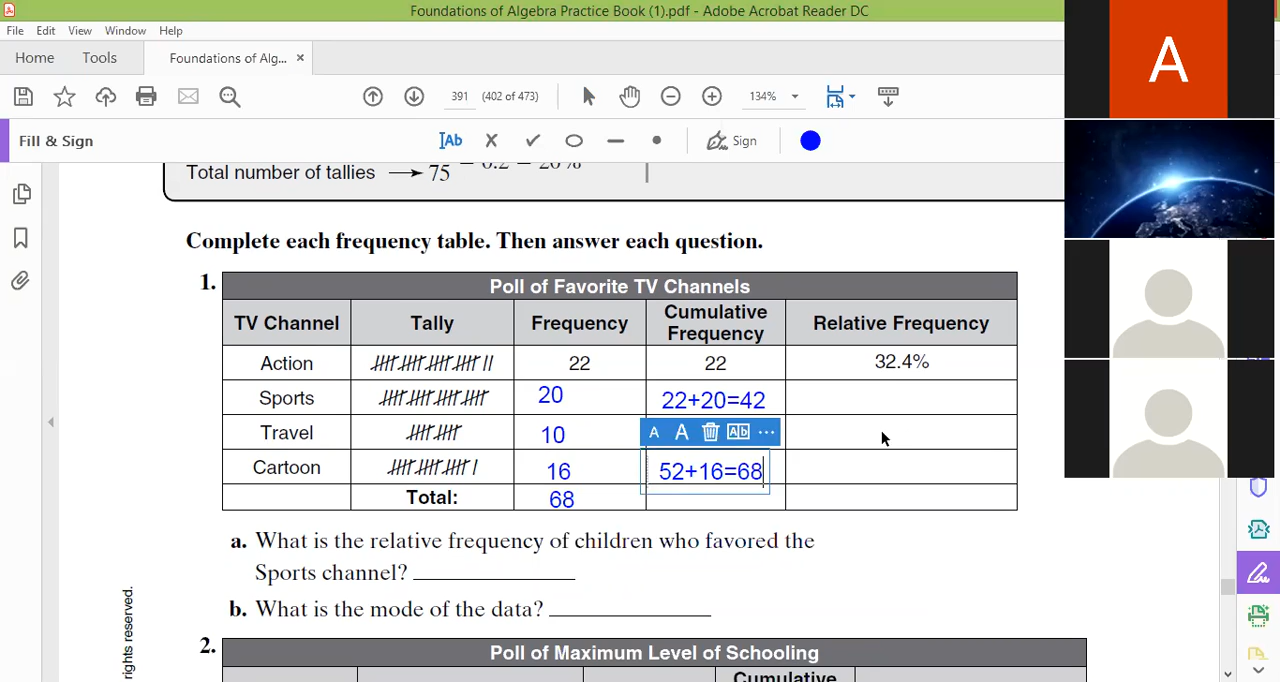 Foundations of Algebra Practice Book (1).pdf - Adobe Acrobat Reader DC
File Edit View Window Help
Home Tools Foundations of Alg... ×
391 (402 of 473) 134%
Fill & Sign Ab Sign
Total number of tallies → 75
Complete each frequency table. Then answer each question.
1. Poll of Favorite TV Channels
TV Channel Tally Frequency Cumulative Frequency Relative Frequency
Action 22 22 32.4%
Sports 20 22+20=42
Travel 10
A A Ab ...
Cartoon 16 52+16=68
Total: 68
a. What is the relative frequency of children who favored the
Sports channel?
b. What is the mode of the data?
2. Poll of Maximum Level of Schooling
Cumulative
rights reserved.
A